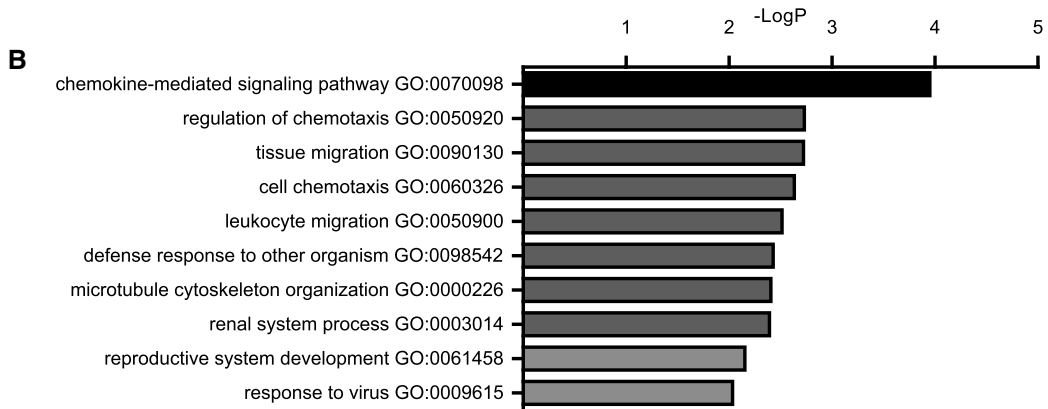 -LogP
1 2 3 4 5
B
chemokine-mediated signaling pathway GO:0070098
regulation of chemotaxis GO:0050920
tissue migration GO:0090130
cell chemotaxis GO:0060326
leukocyte migration GO:0050900
defense response to other organism GO:0098542
microtubule cytoskeleton organization GO:0000226
renal system process GO:0003014
reproductive system development GO:0061458
response to virus GO:0009615